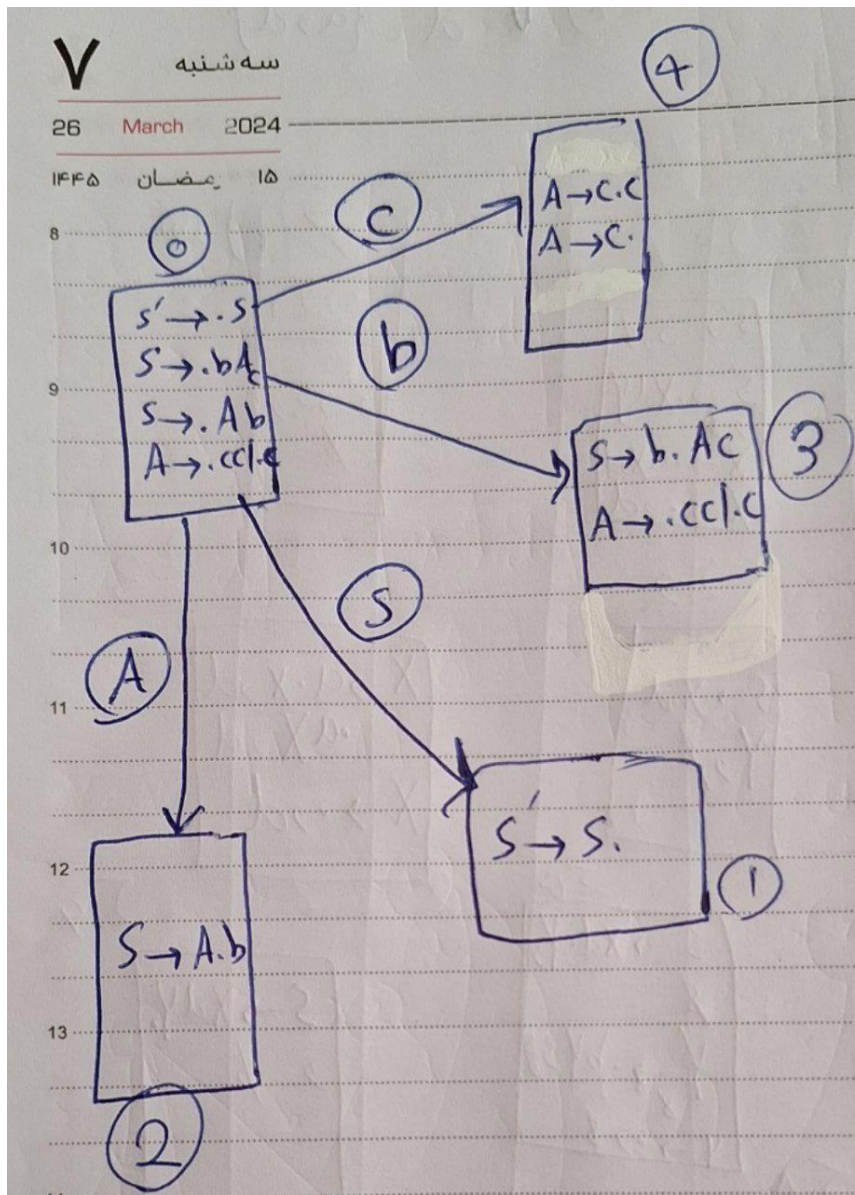 ۷ سه شنبه
26 March 2024
۱۴۴۵ رمضان ۱۵
4
A→C.C
A→C.
C
8
0
S'→.S
S→.bAc
S→.Ab
A→.cc|.c
b
9
3
S→b.Ac
A→.cc|.c
10
S
A
11
S'→S.
1
12
S→A.b
13
2